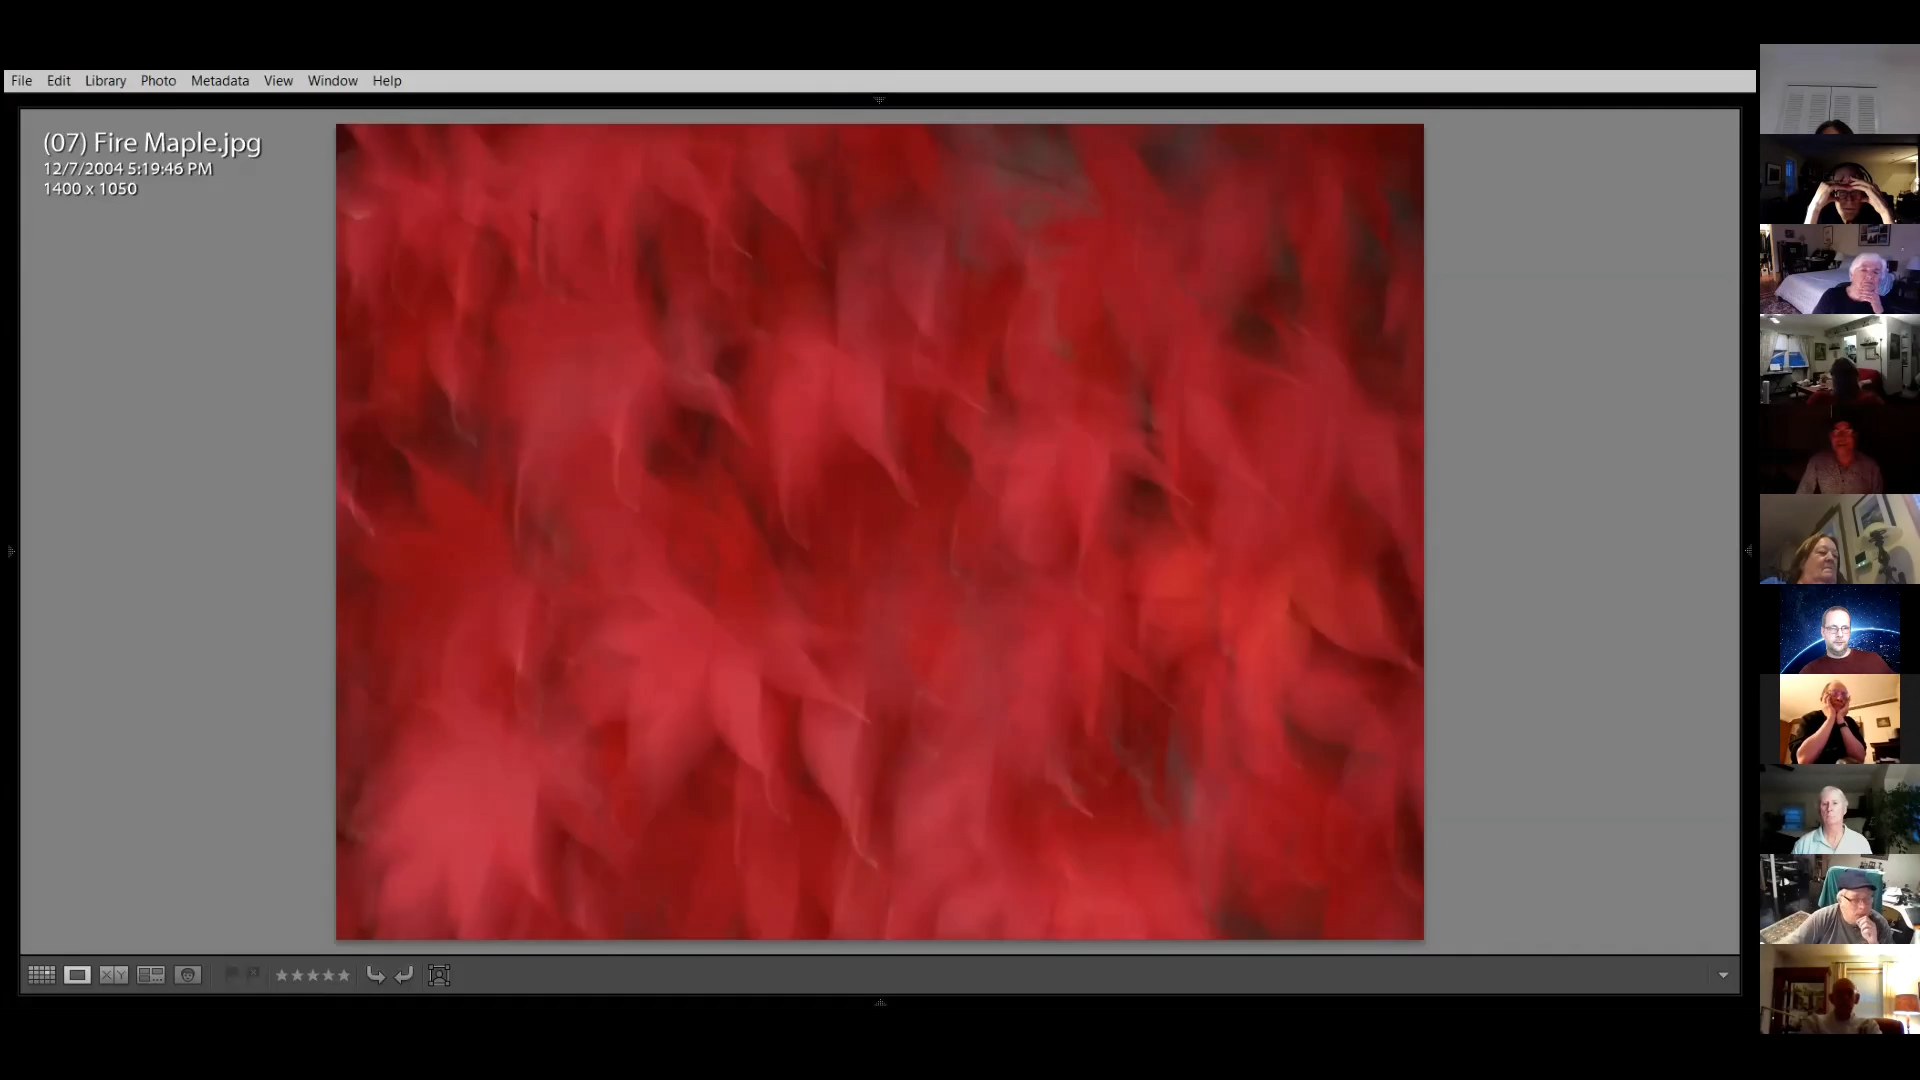 File Edit Library Photo Metadata View Window Help
(07) Fire Maple.jpg
12/7/2004 5:19:46 PM
1400 x 1050
XY